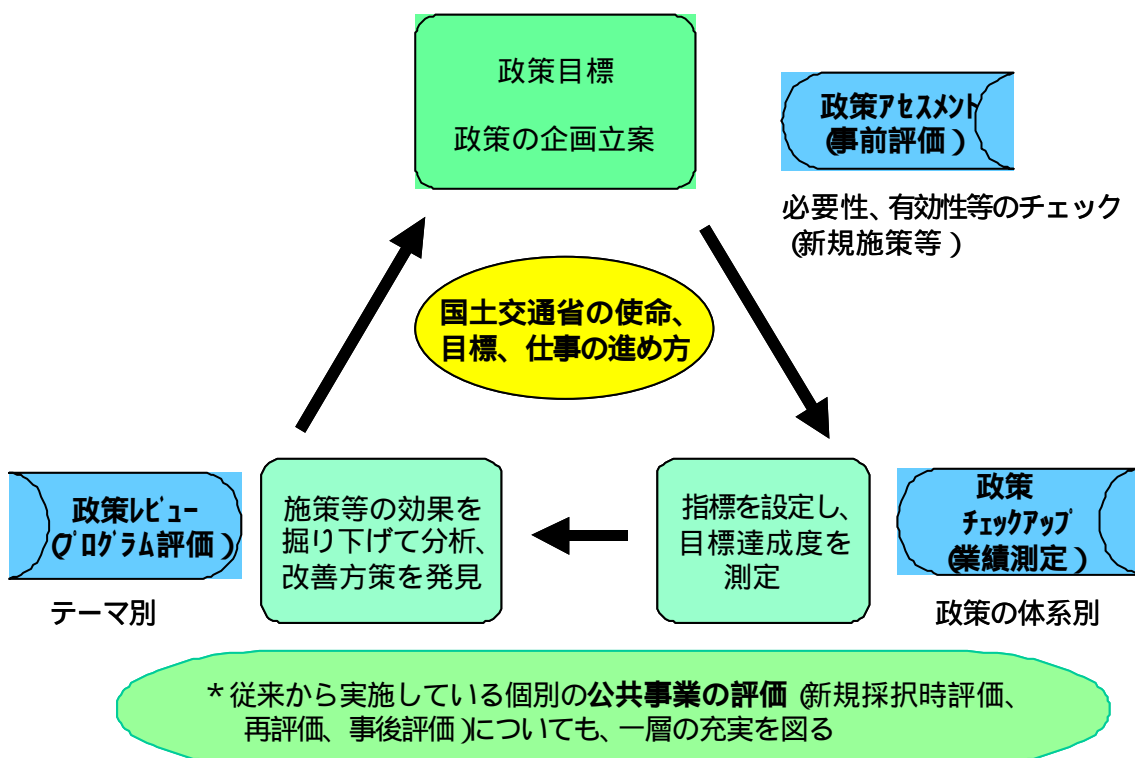 政策目標
政策の企画立案
政策ｱｾｽﾒﾝﾄ
(事前評価)
必要性、有効性等のチェック
(新規施策等)
国土交通省の使命、
目標、仕事の進め方
政策ﾚﾋﾞｭｰ
(ﾌﾟﾛｸﾞﾗﾑ評価)
テーマ別
施策等の効果を
掘り下げて分析、
改善方策を発見
指標を設定し、
目標達成度を
測定
政策
ﾁｪｯｸｱｯﾌﾟ
(業績測定)
政策の体系別
*従来から実施している個別の公共事業の評価(新規採択時評価、
再評価、事後評価)についても、一層の充実を図る